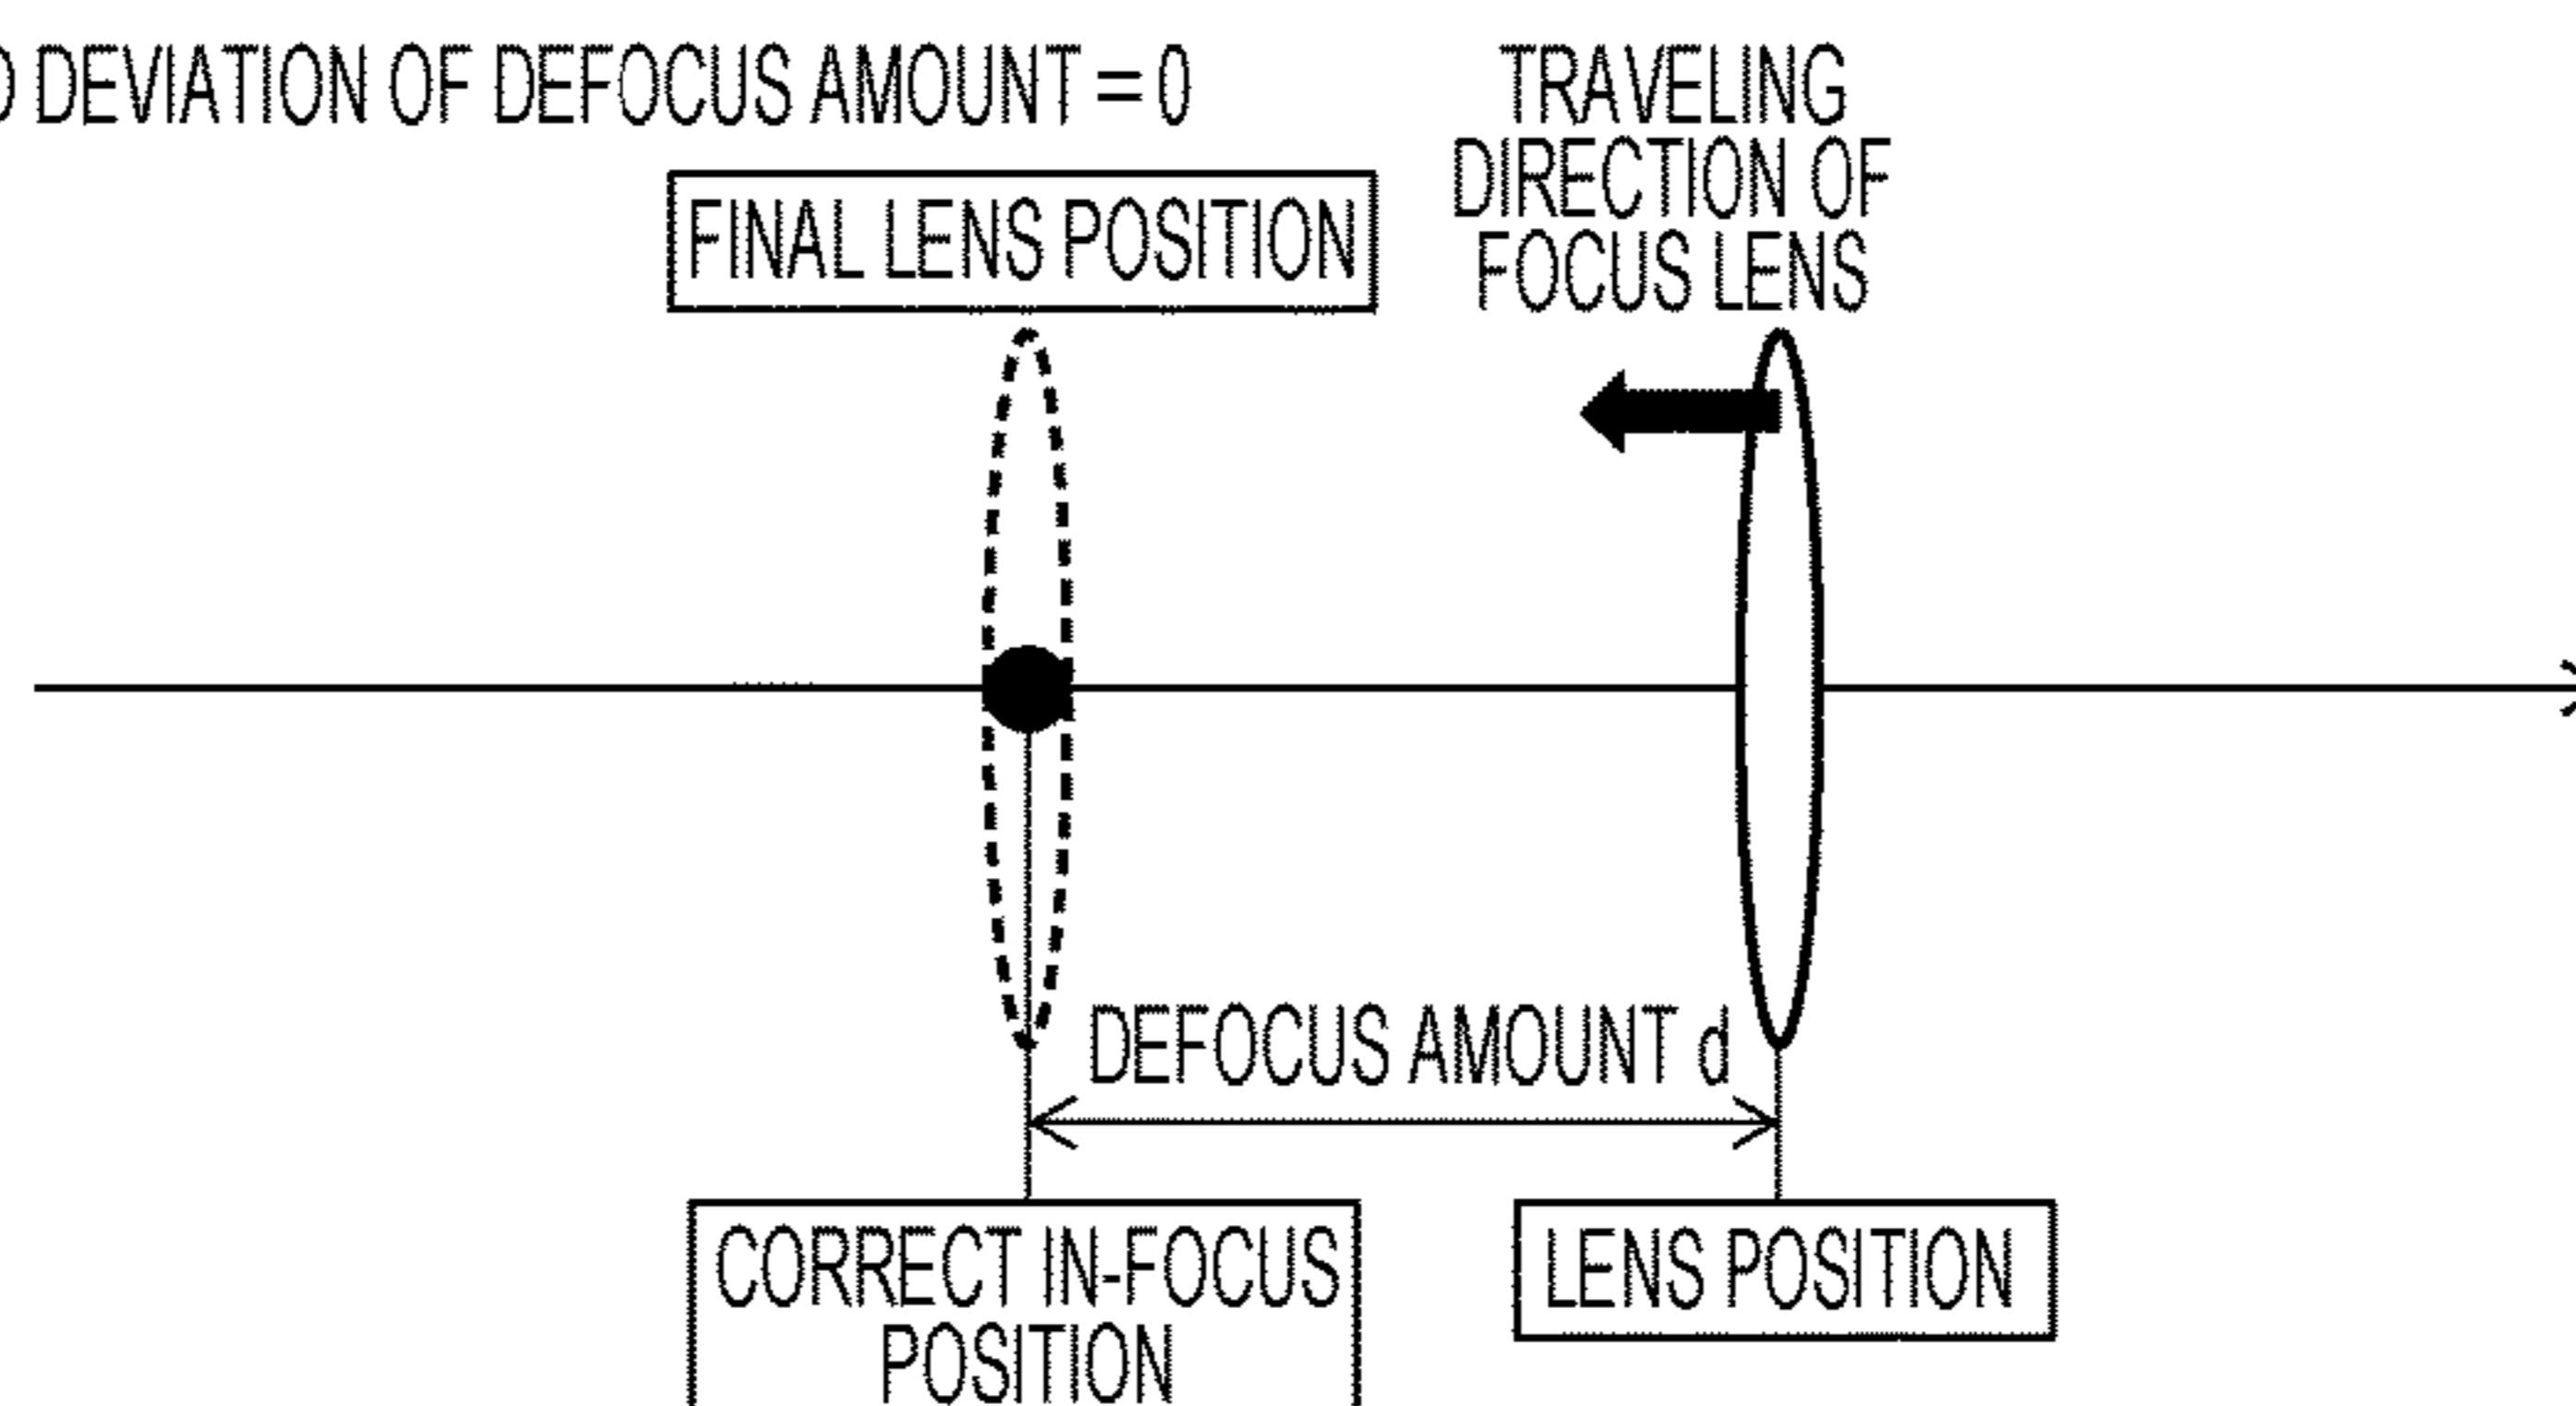 DEVIATION OF DEFOCUS AMOUNT = 0
TRAVELING
DIRECTION OF
FOCUS LENS
FINAL LENS POSITION
DEFOCUS AMOUNT d
CORRECT IN-FOCUS
POSITION
LENS POSITION